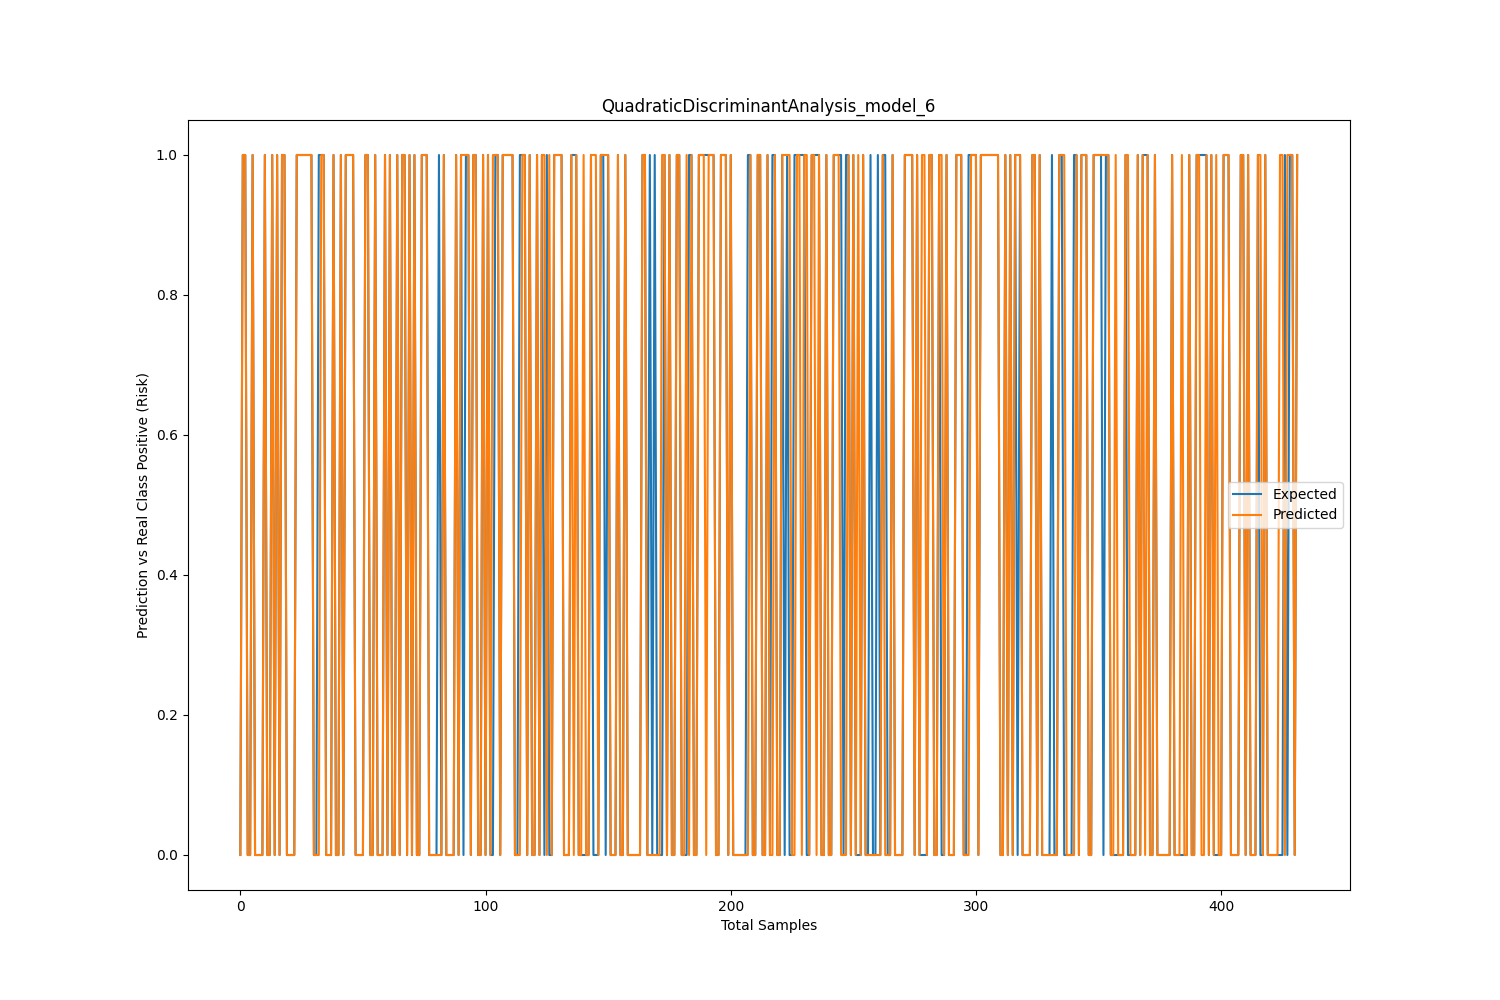 QuadraticDiscriminantAnalysis_model_6
Prediction vs Real Class Positive (Risk)
1.0
0.8
0.6
0.4
0.2
0.0
Expected
Predicted
0
100
200
300
400
Total Samples